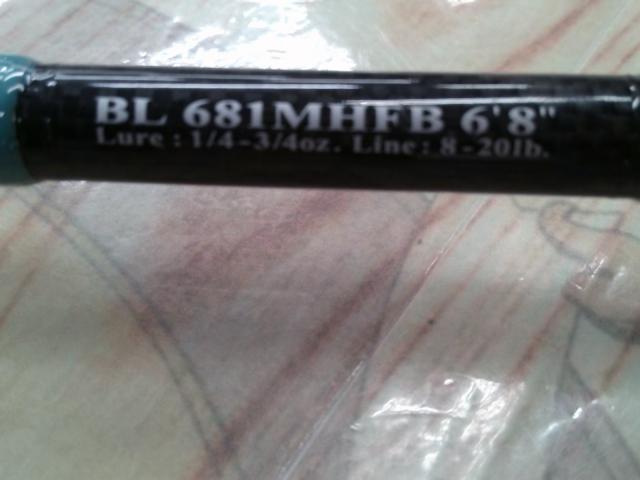 BL 681MHFB 6'8"
Lure : 1/4-3/4oz. Line: 8-20lb.